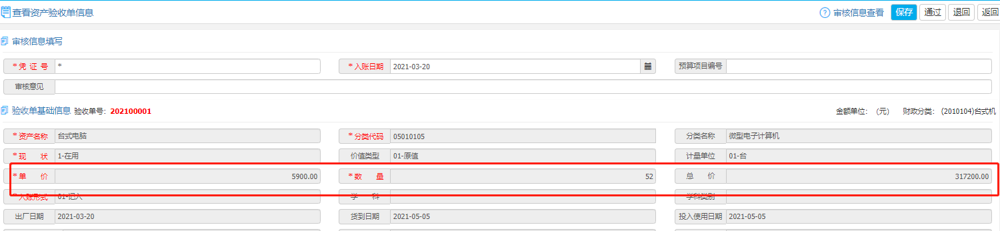 查看资产验收单信息 审核信息查看 保存 通过 退回 返回
审核信息填写
* 凭 证 号 * * 入账日期 2021-03-20 预算项目编号
审核意见
验收单基础信息 验收单号: 202100001 金额单位: (元) 财政分类: (2010104)台式机
* 资产名称 台式电脑 * 分类代码 05010105 分类名称 微型电子计算机
* 现 状 1-在用 价值类型 01-原值 计量单位 01-台
* 单 价 5900.00 * 数 量 52 总 价 317200.00
* 入账形式 01-记入 学 科 学科类别
出厂日期 2021-03-20 货到日期 2021-05-05 投入使用日期 2021-05-05